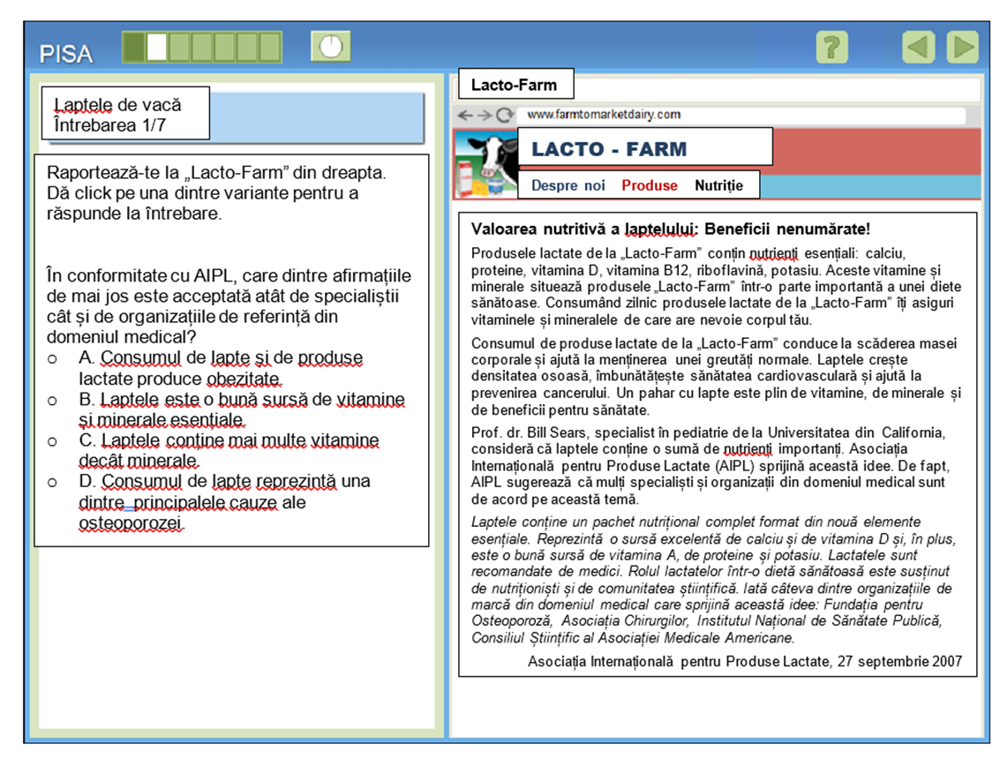 PISA
?
Laptele de vacă
Întrebarea 1/7
Raportează-te la „Lacto-Farm” din dreapta.
Dă click pe una dintre variante pentru a
răspunde la întrebare.
În conformitate cu AIPL, care dintre afirmațiile
de mai jos este acceptată atât de specialiștii
cât și de organizațiile de referință din
domeniul medical?
o A. Consumul de lapte și de produse
lactate produce obezitate.
o B. Laptele este o bună sursă de vitamine
și minerale esențiale.
o C. Laptele conține mai multe vitamine
decât minerale.
o D. Consumul de lapte reprezintă una
dintre principalele cauze ale
osteoporozei.
Lacto-Farm
www.farmtomarketdairy.com
LACTO - FARM
Despre noi Produse Nutriție
Valoarea nutritivă a laptelului: Beneficii nenumărate!
Produsele lactate de la „Lacto-Farm” conțin nutrienți esențiali: calciu,
proteine, vitamina D, vitamina B12, riboflavină, potasiu. Aceste vitamine și
minerale situează produsele „Lacto-Farm” într-o parte importantă a unei diete
sănătoase. Consumând zilnic produsele lactate de la „Lacto-Farm” îți asiguri
vitaminele și mineralele de care are nevoie corpul tău.
Consumul de produse lactate de la „Lacto-Farm” conduce la scăderea masei
corporale și ajută la menținerea unei greutăți normale. Laptele crește
densitatea osoasă, îmbunătățește sănătatea cardiovasculară și ajută la
prevenirea cancerului. Un pahar cu lapte este plin de vitamine, de minerale și
de beneficii pentru sănătate.
Prof. dr. Bill Sears, specialist în pediatrie de la Universitatea din California,
consideră că laptele conține o sumă de nutrienți importanți. Asociația
Internațională pentru Produse Lactate (AIPL) sprijină această idee. De fapt,
AIPL sugerează că mulți specialiști și organizații din domeniul medical sunt
de acord pe această temă.
Laptele conține un pachet nutrițional complet format din nouă elemente
esențiale. Reprezintă o sursă excelentă de calciu și de vitamina D și, în plus,
este o bună sursă de vitamina A, de proteine și potasiu. Lactatele sunt
recomandate de medici. Rolul lactatelor într-o dietă sănătoasă este susținut
de nutriționiști și de comunitatea științifică. Iată câteva dintre organizațiile de
marcă din domeniul medical care sprijină această idee: Fundația pentru
Osteoporoză, Asociația Chirurgilor, Institutul Național de Sănătate Publică,
Consiliul Științific al Asociației Medicale Americane.
Asociația Internațională pentru Produse Lactate, 27 septembrie 2007